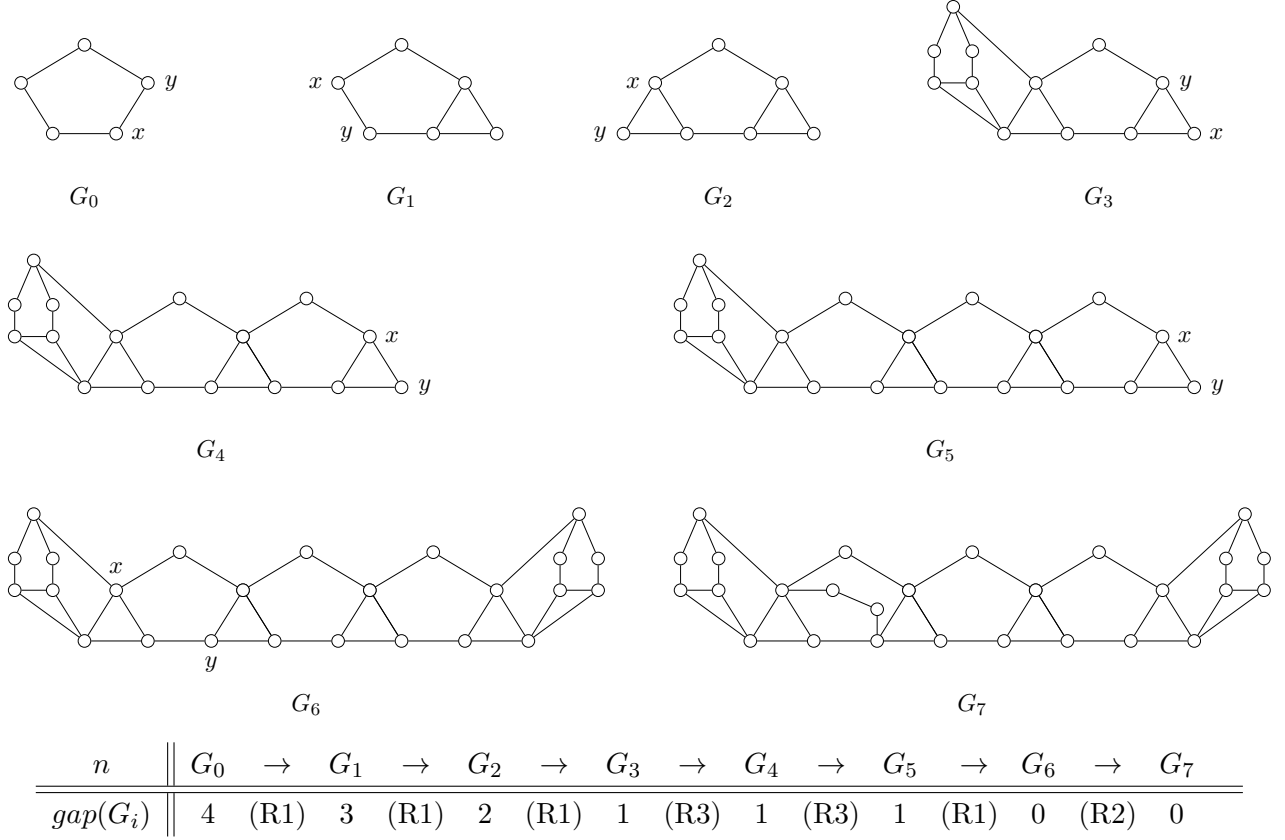 y
x
x
y
x
y
y
x
G₀
G₁
G₂
G₃
x
y
x
y
G₄
G₅
x
y
G₆
G₇
n G₀ → G₁ → G₂ → G₃ → G₄ → G₅ → G₆ → G₇
gap(Gᵢ) 4 (R1) 3 (R1) 2 (R1) 1 (R3) 1 (R3) 1 (R1) 0 (R2) 0